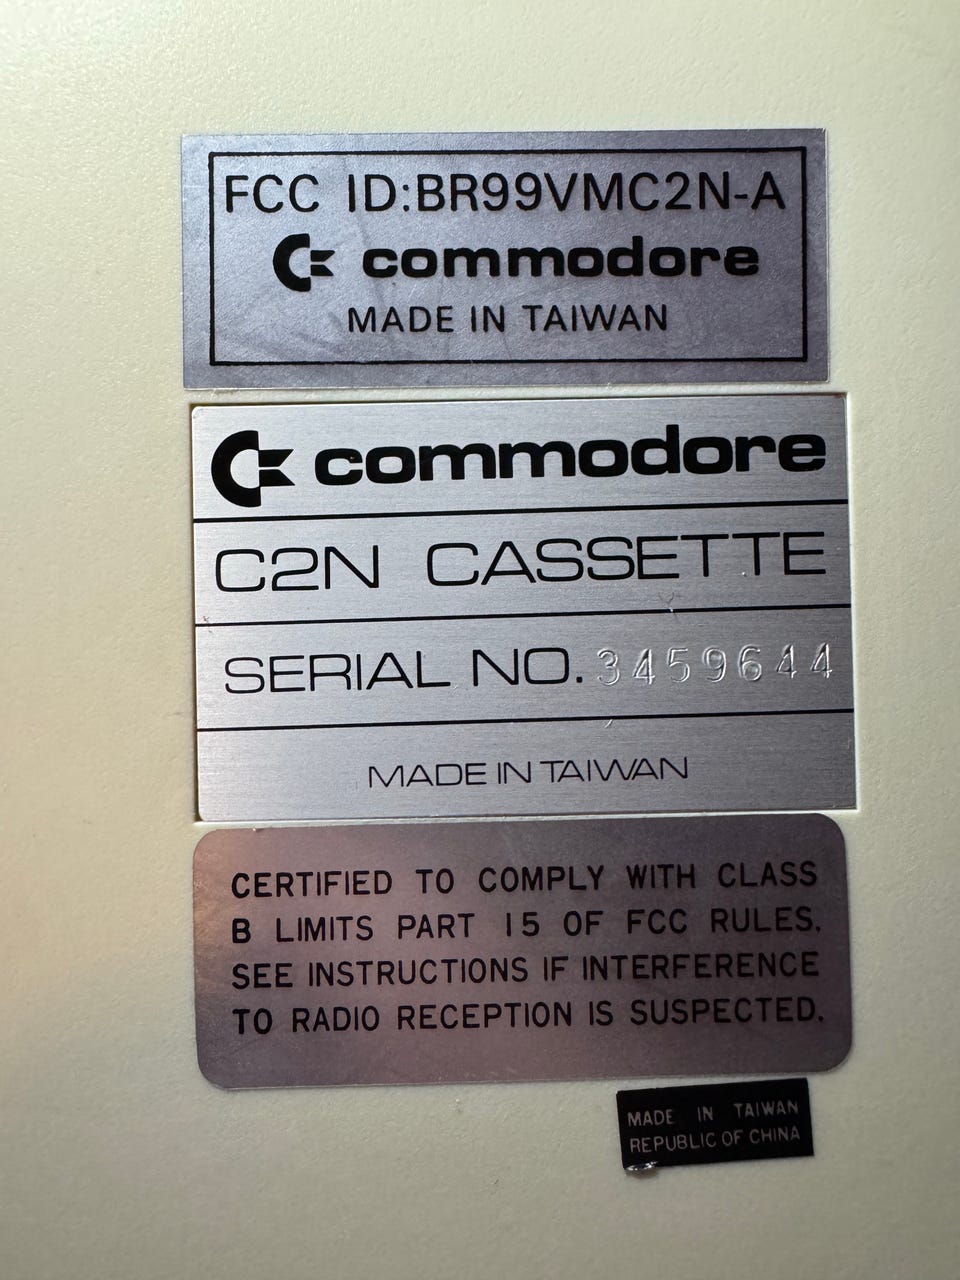 FCC ID:BR99VMC2N-A
commodore
MADE IN TAIWAN
commodore
C2N CASSETTE
SERIAL NO. 3459644
MADE IN TAIWAN
CERTIFIED TO COMPLY WITH CLASS
B LIMITS PART 15 OF FCC RULES.
SEE INSTRUCTIONS IF INTERFERENCE
TO RADIO RECEPTION IS SUSPECTED.
MADE IN TAIWAN
REPUBLIC OF CHINA